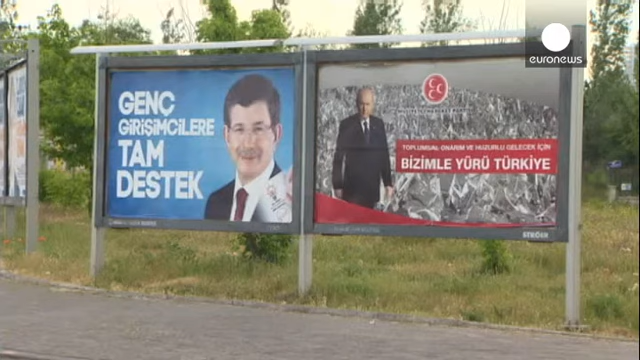 euronews.
GENÇ
GİRİŞİMCİLERE
TAM
DESTEK
TOPLUMSAL ONARIM VE HUZURLU GELECEK İÇİN
BİZİMLE YÜRÜ TÜRKİYE
STRÖER